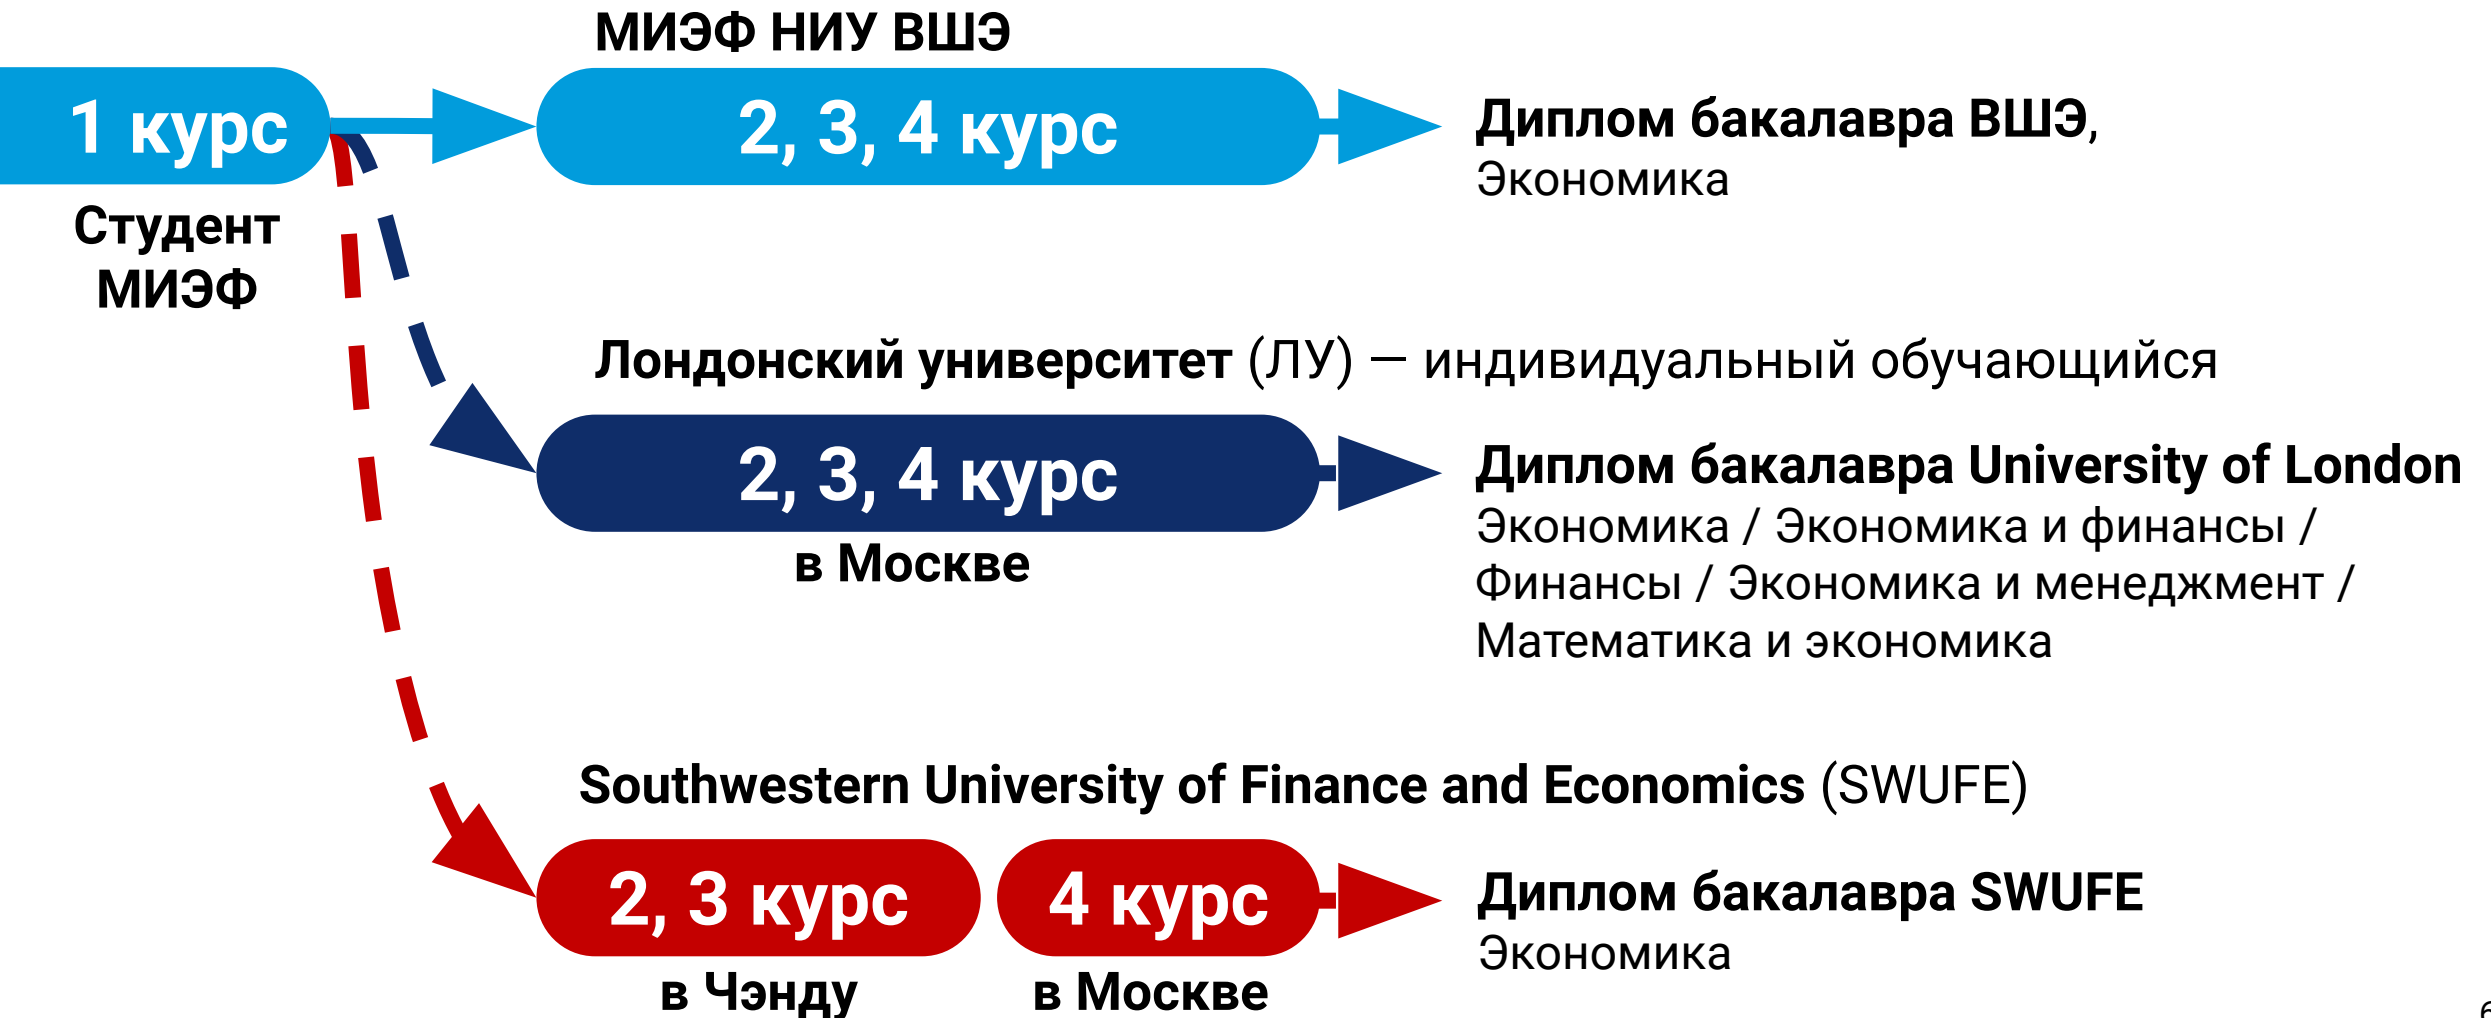 МИЭФ НИУ ВШЭ
1 курс
2, 3, 4 курс
Диплом бакалавра ВШЭ,
Экономика
Студент
МИЭФ
Лондонский университет (ЛУ) — индивидуальный обучающийся
2, 3, 4 курс
в Москве
Диплом бакалавра University of London
Экономика / Экономика и финансы /
Финансы / Экономика и менеджмент /
Математика и экономика
Southwestern University of Finance and Economics (SWUFE)
2, 3 курс
в Чэнду
4 курс
в Москве
Диплом бакалавра SWUFE
Экономика